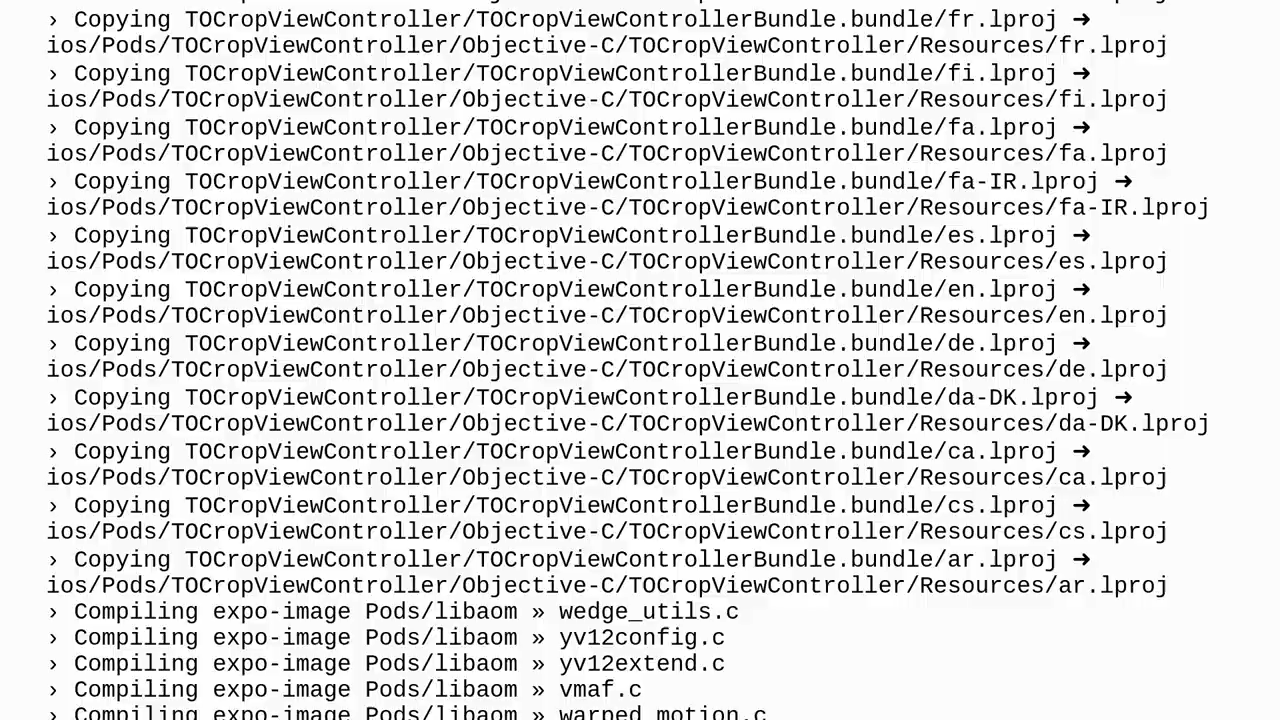 › Copying TOCropViewController/TOCropViewControllerBundle.bundle/fr.lproj ➜
ios/Pods/TOCropViewController/Objective-C/TOCropViewController/Resources/fr.lproj
› Copying TOCropViewController/TOCropViewControllerBundle.bundle/fi.lproj ➜
ios/Pods/TOCropViewController/Objective-C/TOCropViewController/Resources/fi.lproj
› Copying TOCropViewController/TOCropViewControllerBundle.bundle/fa.lproj ➜
ios/Pods/TOCropViewController/Objective-C/TOCropViewController/Resources/fa.lproj
› Copying TOCropViewController/TOCropViewControllerBundle.bundle/fa-IR.lproj ➜
ios/Pods/TOCropViewController/Objective-C/TOCropViewController/Resources/fa-IR.lproj
› Copying TOCropViewController/TOCropViewControllerBundle.bundle/es.lproj ➜
ios/Pods/TOCropViewController/Objective-C/TOCropViewController/Resources/es.lproj
› Copying TOCropViewController/TOCropViewControllerBundle.bundle/en.lproj ➜
ios/Pods/TOCropViewController/Objective-C/TOCropViewController/Resources/en.lproj
› Copying TOCropViewController/TOCropViewControllerBundle.bundle/de.lproj ➜
ios/Pods/TOCropViewController/Objective-C/TOCropViewController/Resources/de.lproj
› Copying TOCropViewController/TOCropViewControllerBundle.bundle/da-DK.lproj ➜
ios/Pods/TOCropViewController/Objective-C/TOCropViewController/Resources/da-DK.lproj
› Copying TOCropViewController/TOCropViewControllerBundle.bundle/ca.lproj ➜
ios/Pods/TOCropViewController/Objective-C/TOCropViewController/Resources/ca.lproj
› Copying TOCropViewController/TOCropViewControllerBundle.bundle/cs.lproj ➜
ios/Pods/TOCropViewController/Objective-C/TOCropViewController/Resources/cs.lproj
› Copying TOCropViewController/TOCropViewControllerBundle.bundle/ar.lproj ➜
ios/Pods/TOCropViewController/Objective-C/TOCropViewController/Resources/ar.lproj
› Compiling expo-image Pods/libaom » wedge_utils.c
› Compiling expo-image Pods/libaom » yv12config.c
› Compiling expo-image Pods/libaom » yv12extend.c
› Compiling expo-image Pods/libaom » vmaf.c
› Compiling expo-image Pods/libaom » warped_motion.c